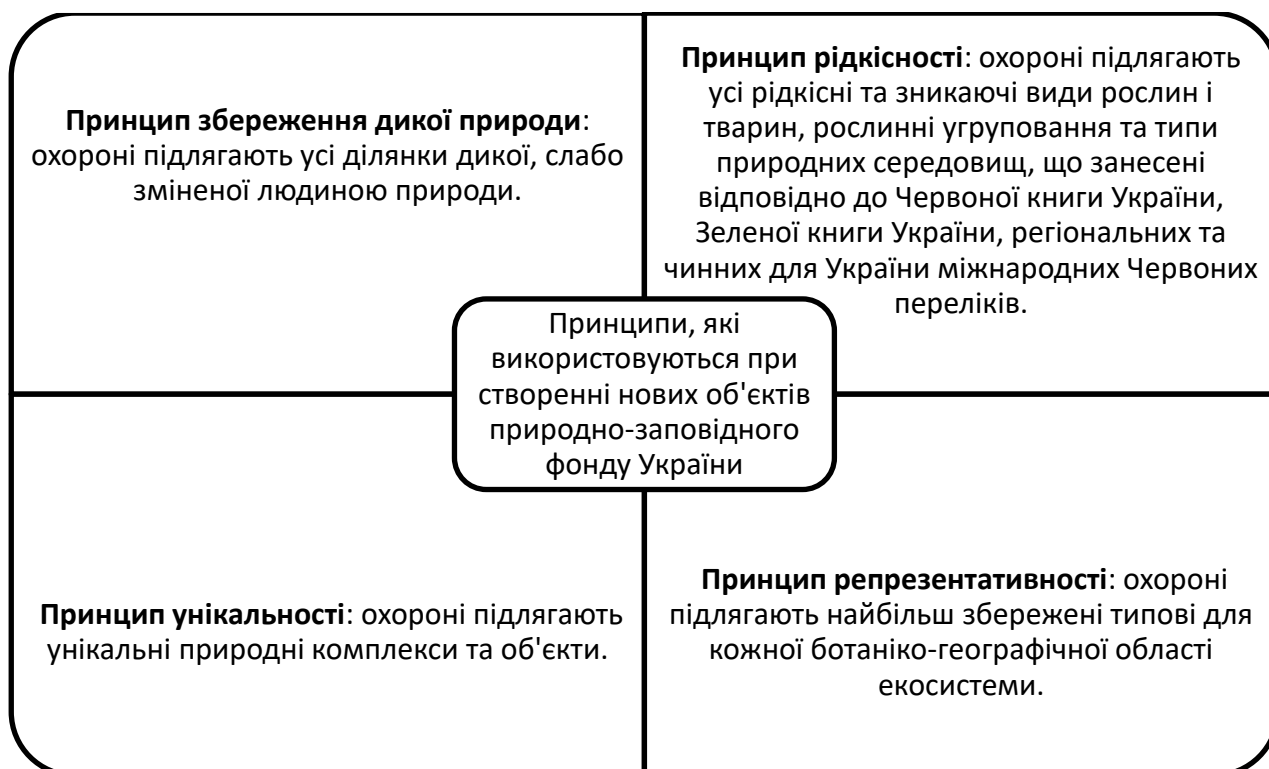 Принцип збереження дикої природи:
охороні підлягають усі ділянки дикої, слабо
зміненої людиною природи.
Принцип рідкісності: охороні підлягають
усі рідкісні та зникаючі види рослин і
тварин, рослинні угруповання та типи
природних середовищ, що занесені
відповідно до Червоної книги України,
Зеленої книги України, регіональних та
чинних для України міжнародних Червоних
переліків.
Принципи, які
використовуються при
створенні нових об'єктів
природно-заповідного
фонду України
Принцип унікальності: охороні підлягають
унікальні природні комплекси та об'єкти.
Принцип репрезентативності: охороні
підлягають найбільш збережені типові для
кожної ботаніко-географічної області
екосистеми.